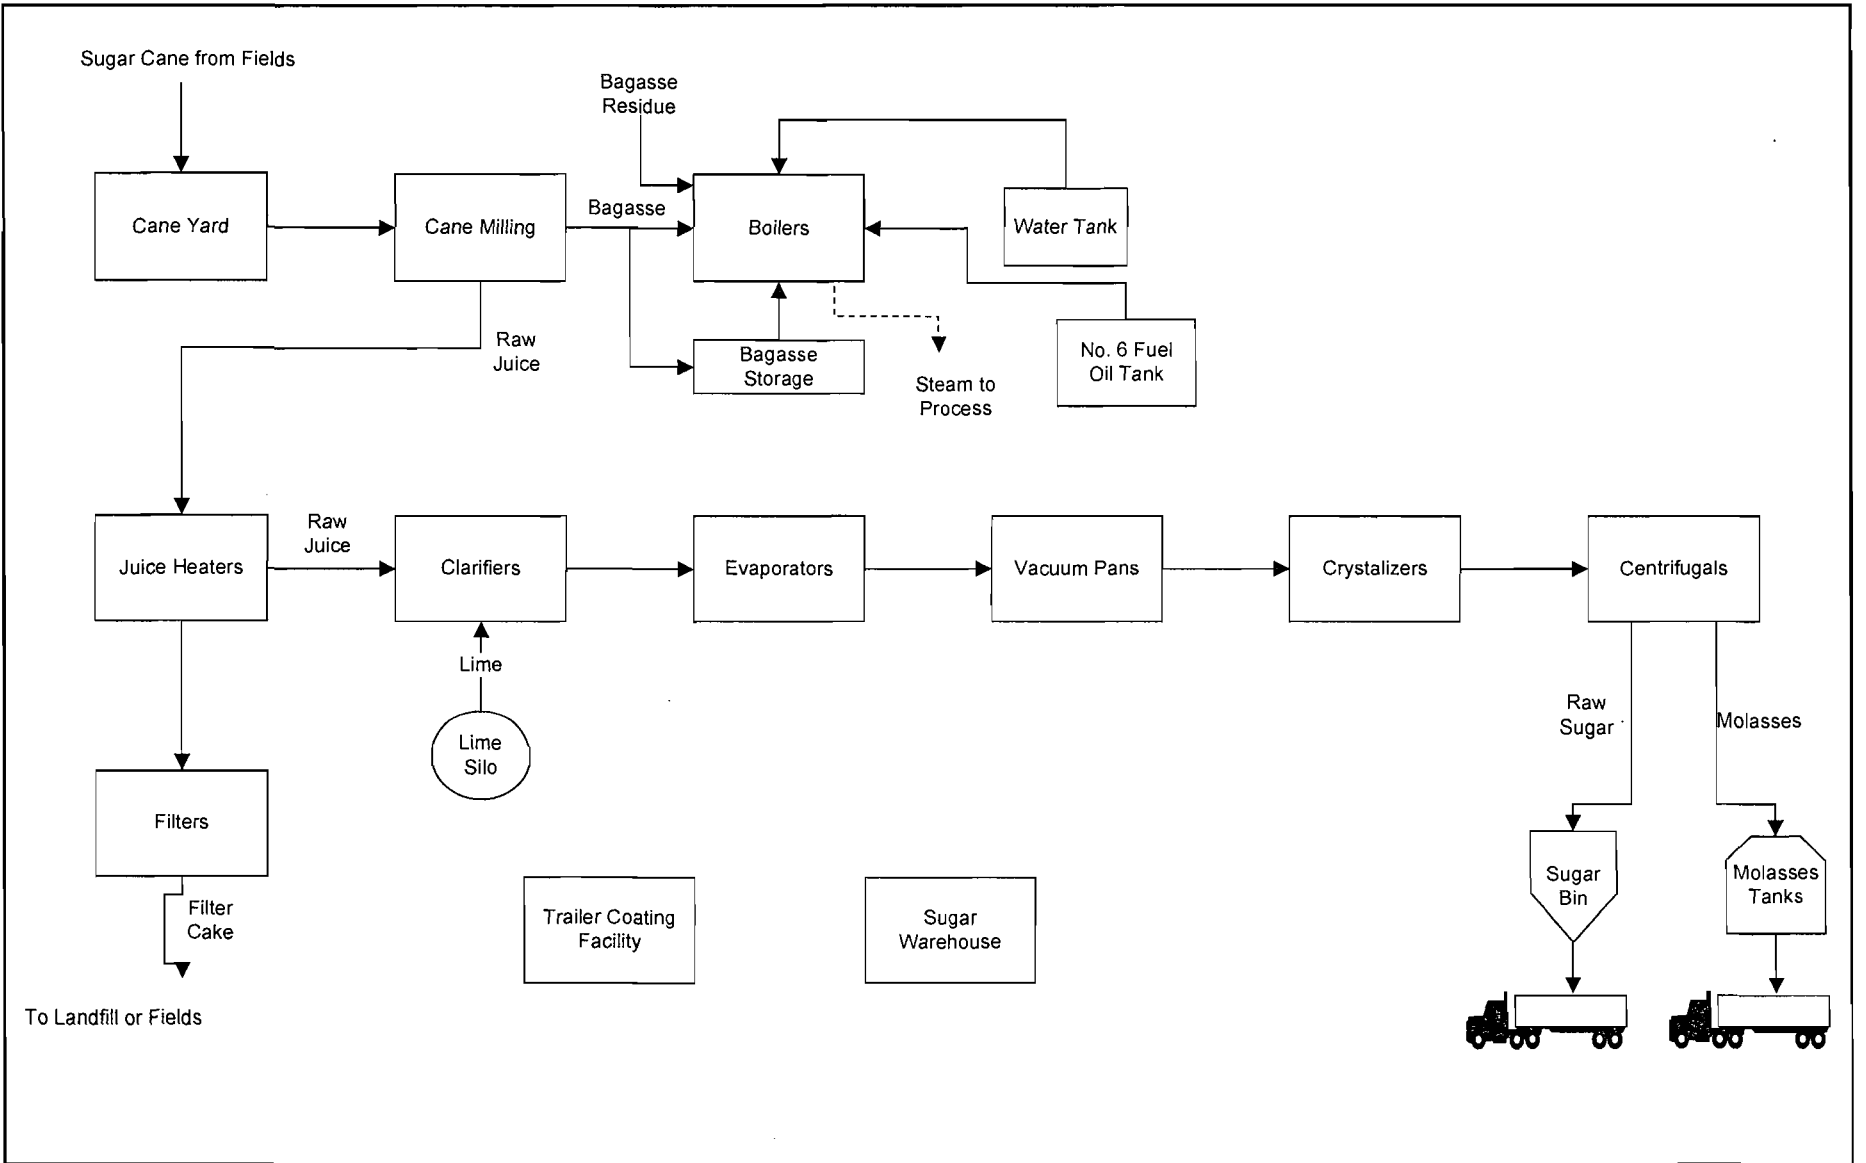 Sugar Cane from Fields
Bagasse
Residue
Cane Yard
Cane Milling
Bagasse
Boilers
Water Tank
Raw
Juice
Bagasse
Storage
Steam to
Process
No. 6 Fuel
Oil Tank
Juice Heaters
Raw
Juice
Clarifiers
Evaporators
Vacuum Pans
Crystalizers
Centrifugals
Lime
Lime
Silo
Raw
Sugar
Molasses
Filters
Filter
Cake
Trailer Coating
Facility
Sugar
Warehouse
Sugar
Bin
Molasses
Tanks
To Landfill or Fields